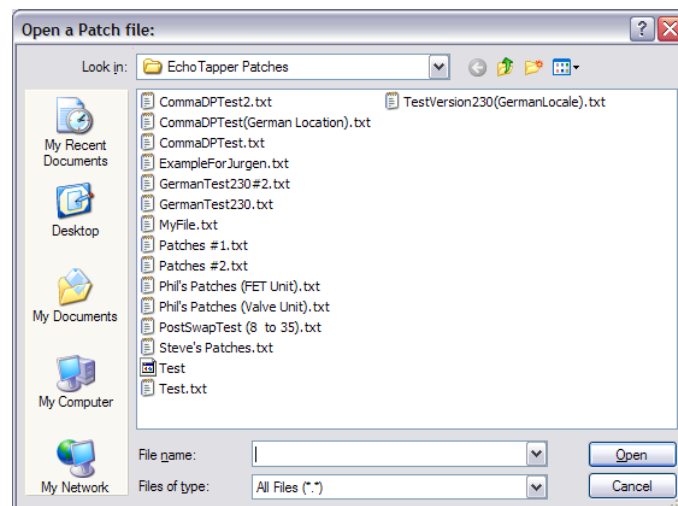 Open a Patch file:
Look in:
EchoTapper Patches
My Recent
Documents
Desktop
My Documents
My Computer
My Network
CommaDPTest2.txt
CommaDPTest(German Location).txt
CommaDPTest.txt
ExampleForJurgen.txt
GermanTest230#2.txt
GermanTest230.txt
MyFile.txt
Patches #1.txt
Patches #2.txt
Phil's Patches (FET Unit).txt
Phil's Patches (Valve Unit).txt
PostSwapTest (8 to 35).txt
Steve's Patches.txt
Test
Test.txt
TestVersion230(GermanLocale).txt
File name:
Open
Files of type:
All Files (*.*)
Cancel